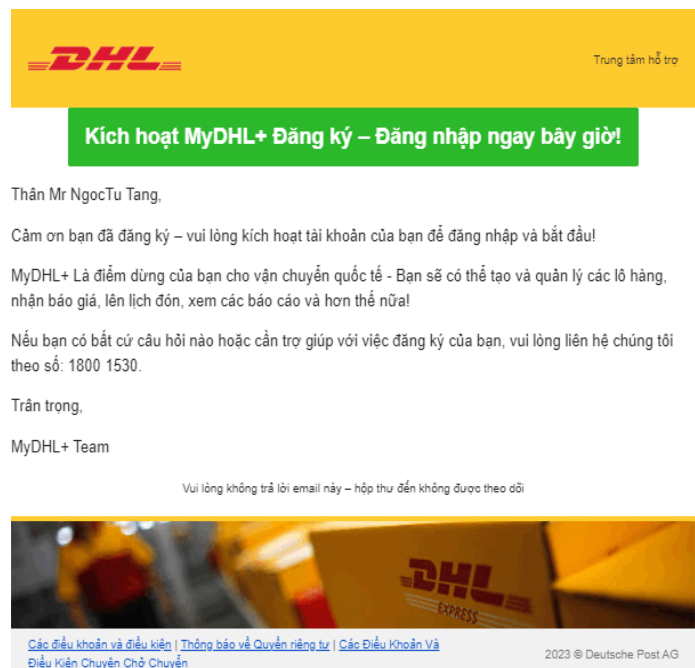 DHL
Trung tâm hỗ trợ
Kích hoạt MyDHL+ Đăng ký – Đăng nhập ngay bây giờ!
Thân Mr NgocTu Tang,
Cảm ơn bạn đã đăng ký – vui lòng kích hoạt tài khoản của bạn để đăng nhập và bắt đầu!
MyDHL+ Là điểm dừng của bạn cho vận chuyển quốc tế - Bạn sẽ có thể tạo và quản lý các lô hàng,
nhận báo giá, lên lịch đón, xem các báo cáo và hơn thế nữa!
Nếu bạn có bất cứ câu hỏi nào hoặc cần trợ giúp với việc đăng ký của bạn, vui lòng liên hệ chúng tôi
theo số: 1800 1530.
Trân trọng,
MyDHL+ Team
Vui lòng không trả lời email này – hộp thư đến không được theo dõi
DHL
EXPRESS
Các điều khoản và điều kiện | Thông báo về Quyền riêng tư | Các Điều Khoản Và
Điều Kiện Chuyên Chở Chuyển
2023 © Deutsche Post AG